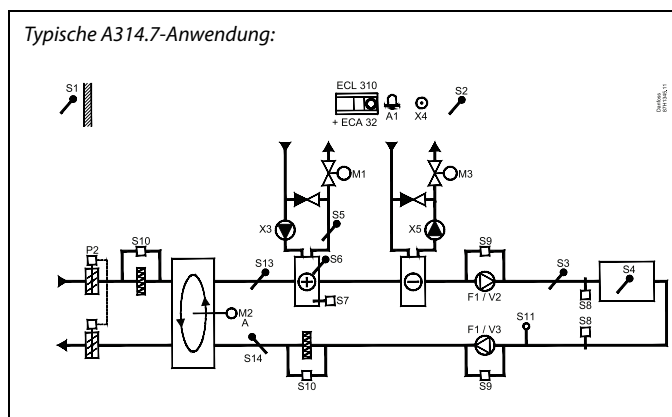 Typische A314.7-Anwendung:
S1
ECL 310
+ ECA 32
A1
X4
S2
Danfoss
M1
M3
X3
S5
X5
P2
S10
S13
S6
S7
S9
S3
S4
F1 / V2
S8
M2
A
S14
S10
F1 / V3
S11
S8
S9